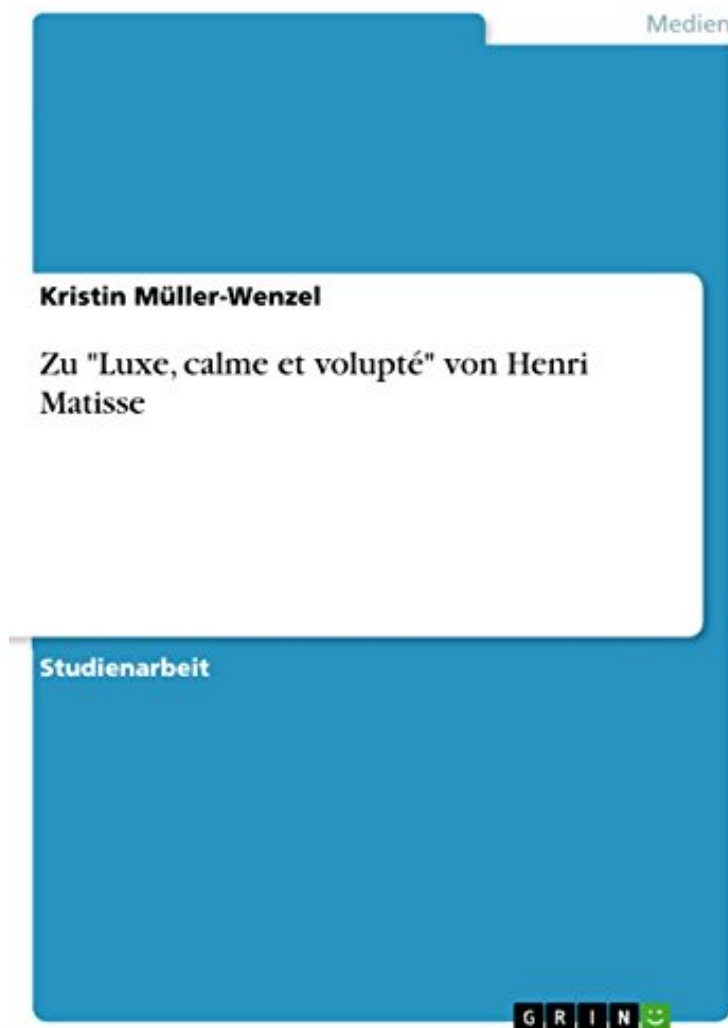 Medien
Kristin Müller-Wenzel
Zu "Luxe, calme et volupté" von Henri
Matisse
Studienarbeit
GRIN